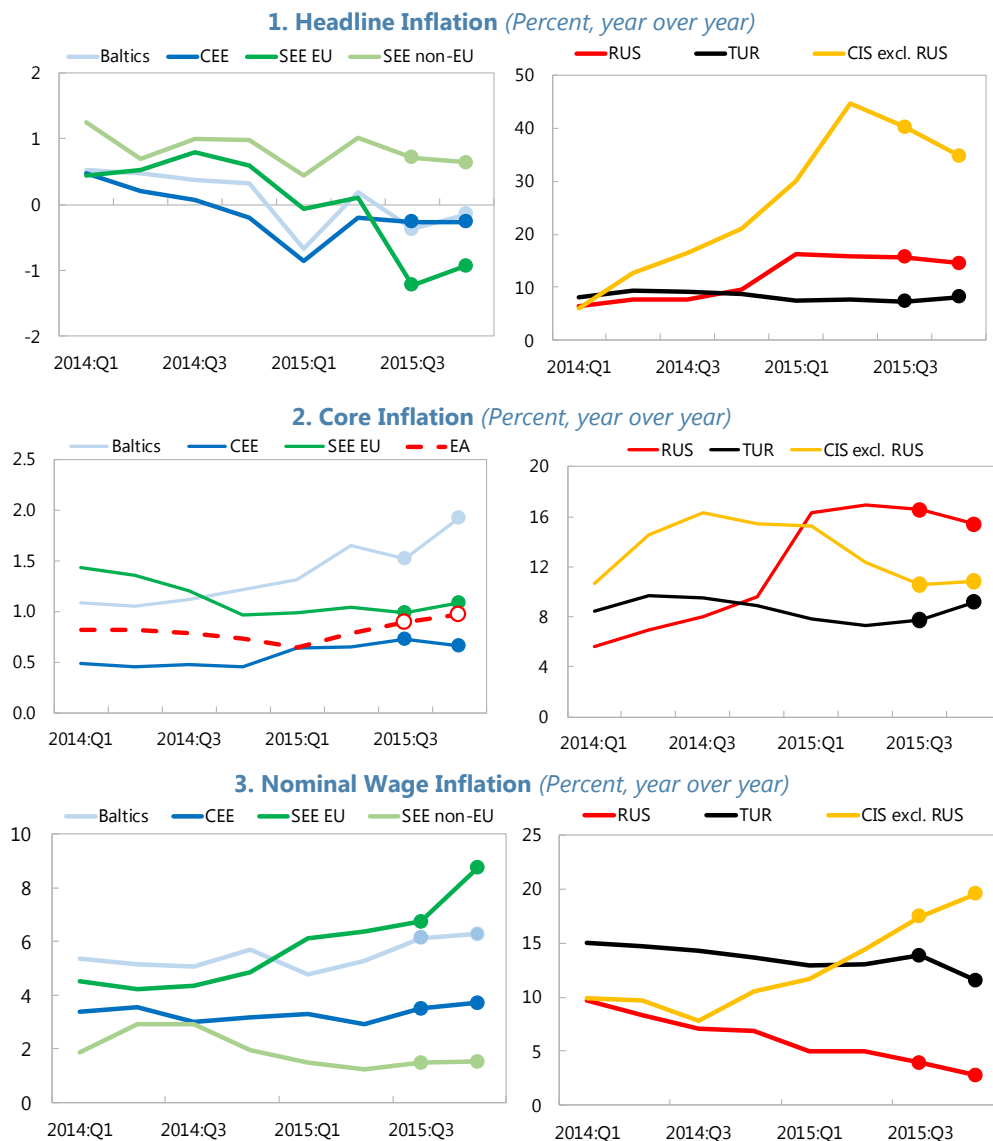 1. Headline Inflation (Percent, year over year)
Baltics CEE SEE EU SEE non-EU
2
1
0
-1
-2
2014:Q1 2014:Q3 2015:Q1 2015:Q3
RUS TUR CIS excl. RUS
50
40
30
20
10
0
2014:Q1 2014:Q3 2015:Q1 2015:Q3
2. Core Inflation (Percent, year over year)
Baltics CEE SEE EU EA
2.5
2.0
1.5
1.0
0.5
0.0
2014:Q1 2014:Q3 2015:Q1 2015:Q3
RUS TUR CIS excl. RUS
20
16
12
8
4
0
2014:Q1 2014:Q3 2015:Q1 2015:Q3
3. Nominal Wage Inflation (Percent, year over year)
Baltics CEE SEE EU SEE non-EU
10
8
6
4
2
0
2014:Q1 2014:Q3 2015:Q1 2015:Q3
RUS TUR CIS excl. RUS
25
20
15
10
5
0
2014:Q1 2014:Q3 2015:Q1 2015:Q3